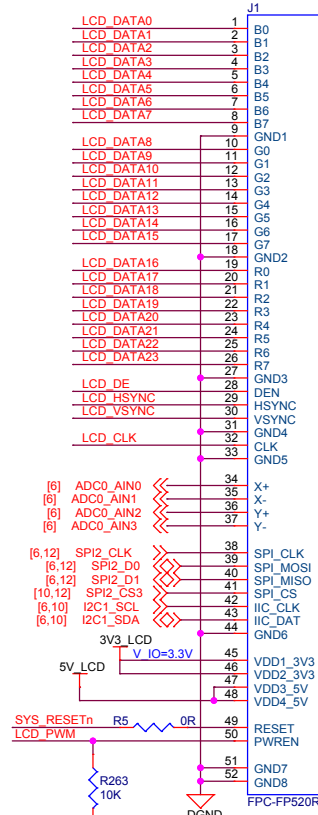 J1
LCD_DATA0 1 B0
LCD_DATA1 2 B1
LCD_DATA2 3 B2
LCD_DATA3 4 B3
LCD_DATA4 5 B4
LCD_DATA5 6 B5
LCD_DATA6 7 B6
LCD_DATA7 8 B7
9 GND1
LCD_DATA8 10 G0
LCD_DATA9 11 G1
LCD_DATA10 12 G2
LCD_DATA11 13 G3
LCD_DATA12 14 G4
LCD_DATA13 15 G5
LCD_DATA14 16 G6
LCD_DATA15 17 G7
18 GND2
LCD_DATA16 19 R0
LCD_DATA17 20 R1
LCD_DATA18 21 R2
LCD_DATA19 22 R3
LCD_DATA20 23 R4
LCD_DATA21 24 R5
LCD_DATA22 25 R6
LCD_DATA23 26 R7
27 GND3
LCD_DE 28 DEN
LCD_HSYNC 29 HSYNC
LCD_VSYNC 30 VSYNC
31 GND4
LCD_CLK 32 CLK
33 GND5
[6] ADC0_AIN0 34 X+
[6] ADC0_AIN1 35 X-
[6] ADC0_AIN2 36 Y+
[6] ADC0_AIN3 37 Y-
[6,12] SPI2_CLK 38 SPI_CLK
[6,12] SPI2_D0 39 SPI_MOSI
[6,12] SPI2_D1 40 SPI_MISO
[10,12] SPI2_CS3 41 SPI_CS
[6,10] I2C1_SCL 42 IIC_CLK
[6,10] I2C1_SDA 43 IIC_DAT
44 GND6
3V3_LCD
V_IO=3.3V 45 VDD1_3V3
5V_LCD 46 VDD2_3V3
47 VDD3_5V
48 VDD4_5V
SYS_RESETn R5 0R 49 RESET
LCD_PWM 50 PWREN
51 GND7
R263 52 GND8
10K
FPC-FP520R
DGND